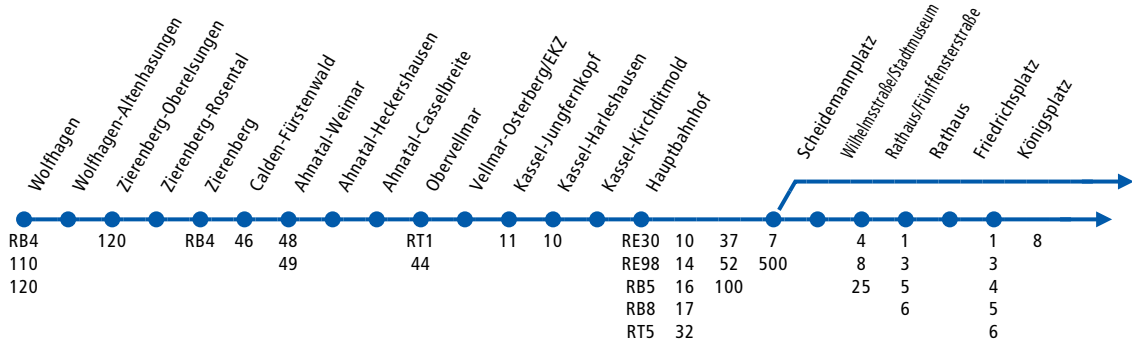 Wolfhagen
Wolfhagen-Altenhasungen
Zierenberg-Oberelsungen
Zierenberg-Rosental
Zierenberg
Calden-Fürstenwald
Ahnatal-Weimar
Ahnatal-Heckershausen
Ahnatal-Casselbreite
Obervellmar
Vellmar-Osterberg/EKZ
Kassel-Jungfernkopf
Kassel-Harleshausen
Kassel-Kirchditmold
Hauptbahnhof
Scheidemannplatz
Wilhelmsstraße/Stadtmuseum
Rathaus/Fünffensterstraße
Rathaus
Friedrichsplatz
Königsplatz
RB4 120 RB4 46 48 RT1 11 10 RE30 10 37 7 4 1 1 8
110 49 44 RE98 14 52 500 8 3 3
120 RB5 16 100 25 5 4
RB8 17 6 5
RT5 32 6